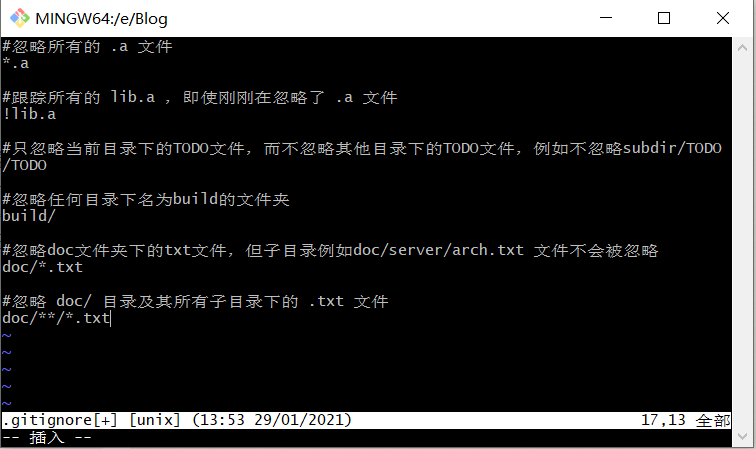 MINGW64:/e/Blog
#忽略所有的 .a 文件
*.a
#跟踪所有的 lib.a ，即使刚刚在忽略了 .a 文件
!lib.a
#只忽略当前目录下的TODO文件，而不忽略其他目录下的TODO文件，例如不忽略subdir/TODO
/TODO
#忽略任何目录下名为build的文件夹
build/
#忽略doc文件夹下的txt文件，但子目录例如doc/server/arch.txt 文件不会被忽略
doc/*.txt
#忽略 doc/ 目录及其所有子目录下的 .txt 文件
doc/**/*.txt
~
~
~
~
~
.gitignore[+] [unix] (13:53 29/01/2021) 17,13 全部
-- 插入 --